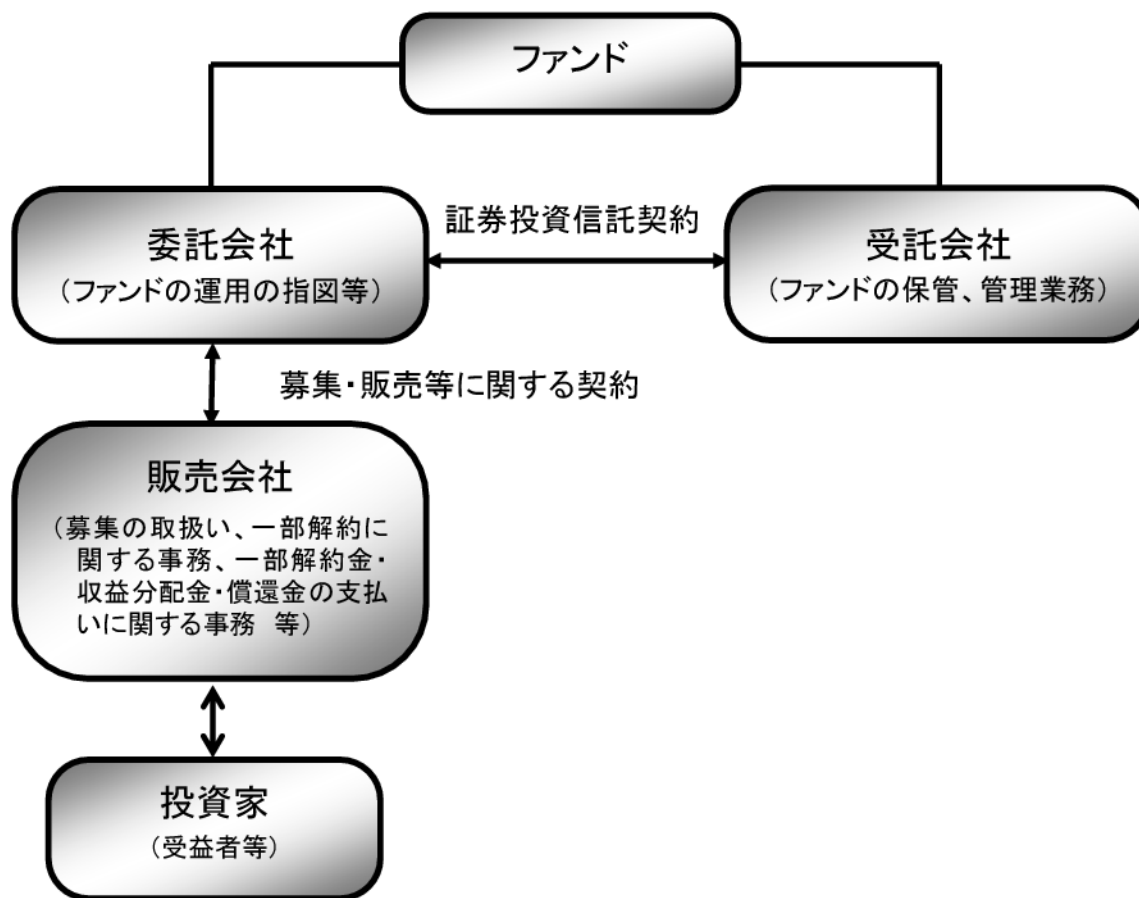 ファンド
証券投資信託契約
委託会社
(ファンドの運用の指図等)
受託会社
(ファンドの保管、管理業務)
募集・販売等に関する契約
販売会社
(募集の取扱い、一部解約に
関する事務、一部解約金・
収益分配金・償還金の支払
いに関する事務 等)
投資家
(受益者等)